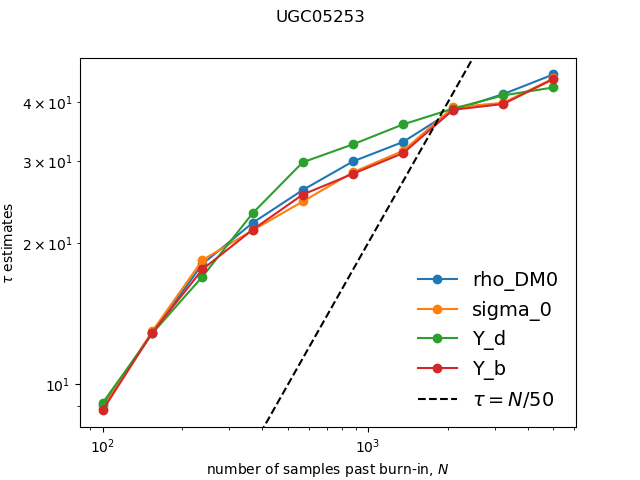 UGC05253
τ estimates
4 × 10¹
3 × 10¹
2 × 10¹
10¹
10²
10³
number of samples past burn-in, N
rho_DM0
sigma_0
Y_d
Y_b
τ = N/50